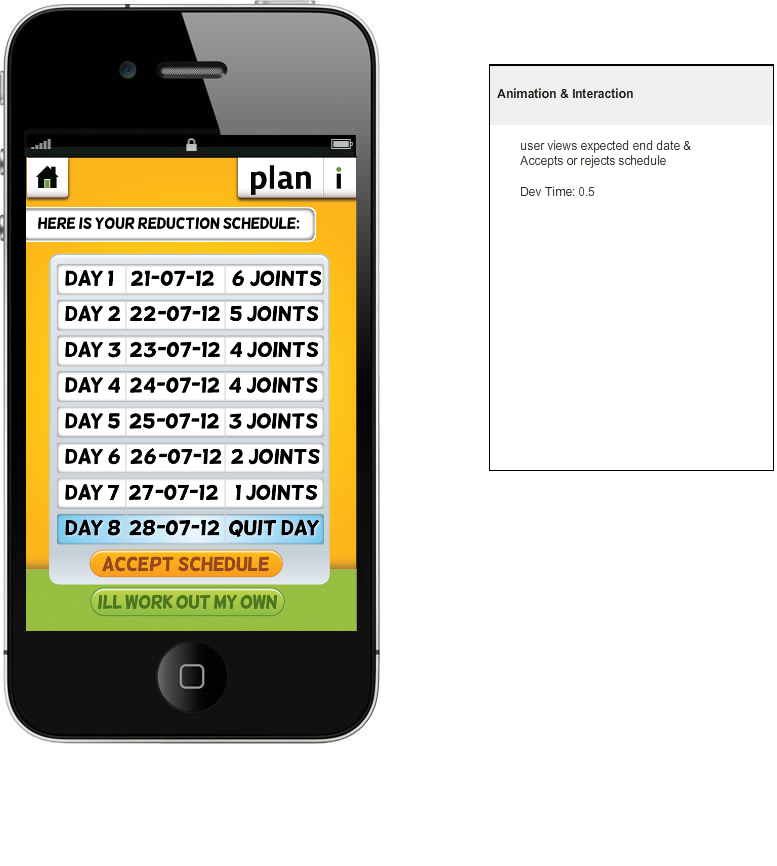 plan i
HERE IS YOUR REDUCTION SCHEDULE:
DAY 1 21-07-12 6 JOINTS
DAY 2 22-07-12 5 JOINTS
DAY 3 23-07-12 4 JOINTS
DAY 4 24-07-12 4 JOINTS
DAY 5 25-07-12 3 JOINTS
DAY 6 26-07-12 2 JOINTS
DAY 7 27-07-12 1 JOINTS
DAY 8 28-07-12 QUIT DAY
ACCEPT SCHEDULE
ILL WORK OUT MY OWN
Animation & Interaction
user views expected end date &
Accepts or rejects schedule
Dev Time: 0.5